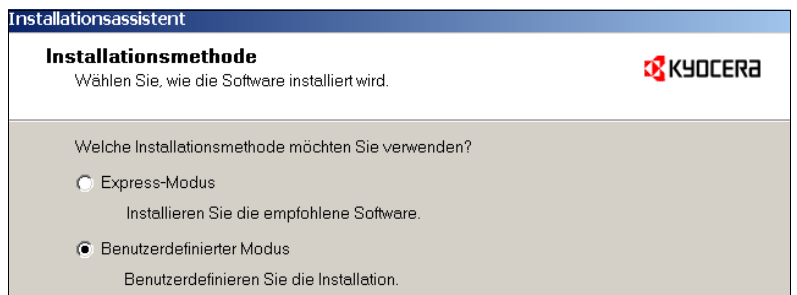 Installationsassistent
Installationsmethode
Wählen Sie, wie die Software installiert wird.
KYOCERA
Welche Installationsmethode möchten Sie verwenden?
Express-Modus
Installieren Sie die empfohlene Software.
Benutzerdefinierter Modus
Benutzerdefinieren Sie die Installation.